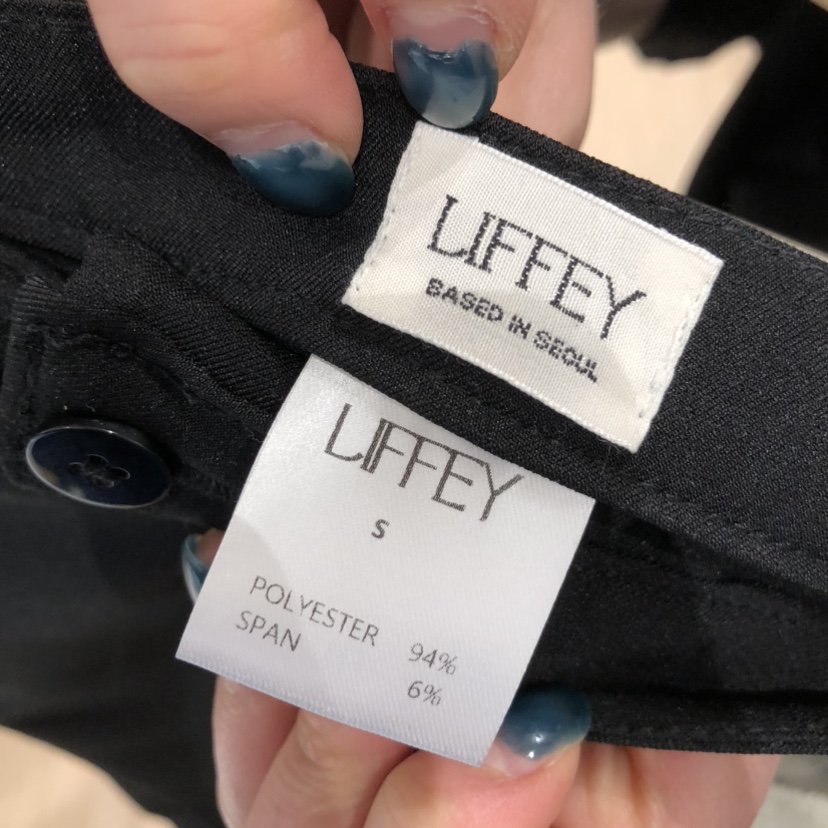 LIFFEY
BASED IN SEOUL
LIFFEY
S
POLYESTER 94%
SPAN 6%